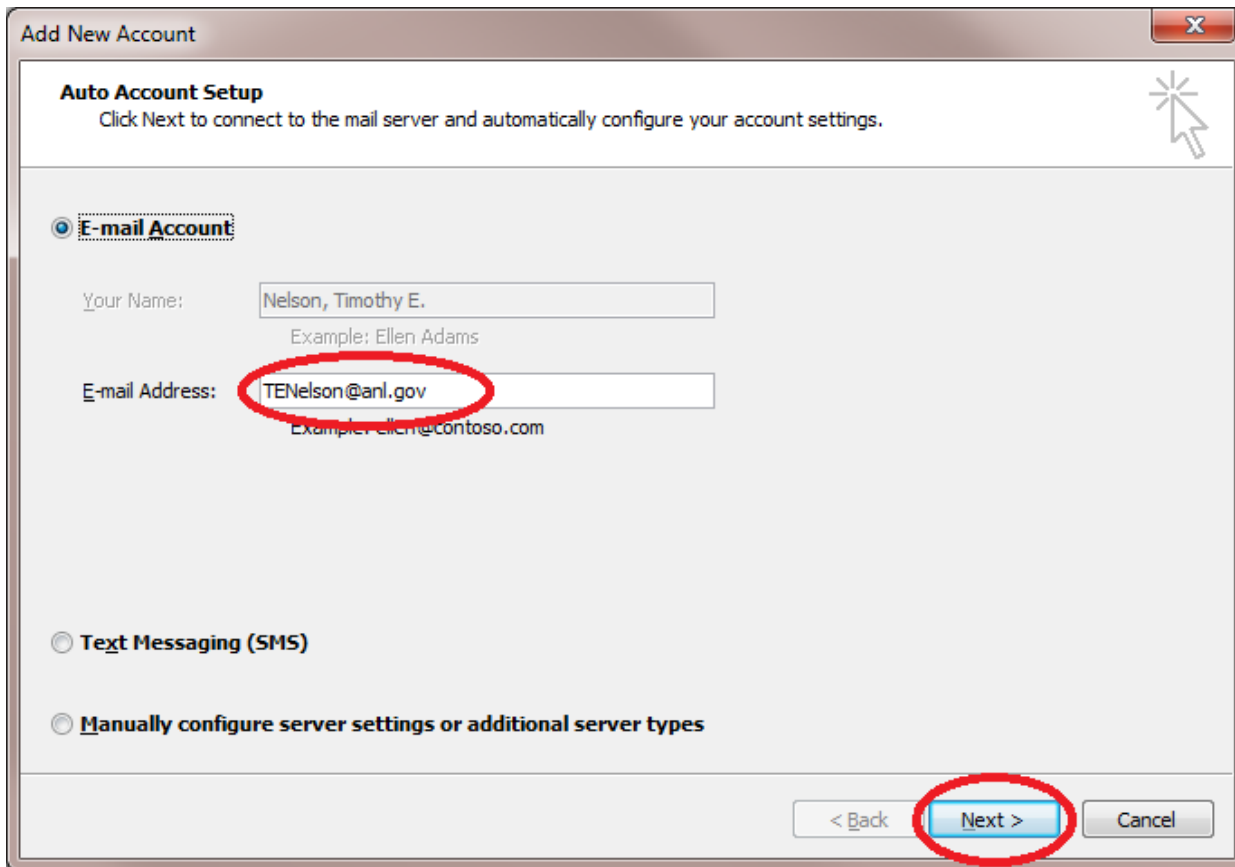 Add New Account
Auto Account Setup
Click Next to connect to the mail server and automatically configure your account settings.
E-mail Account
Your Name: Nelson, Timothy E.
Example: Ellen Adams
E-mail Address: TENelson@anl.gov
Example: ellen@contoso.com
Text Messaging (SMS)
Manually configure server settings or additional server types
< Back Next > Cancel